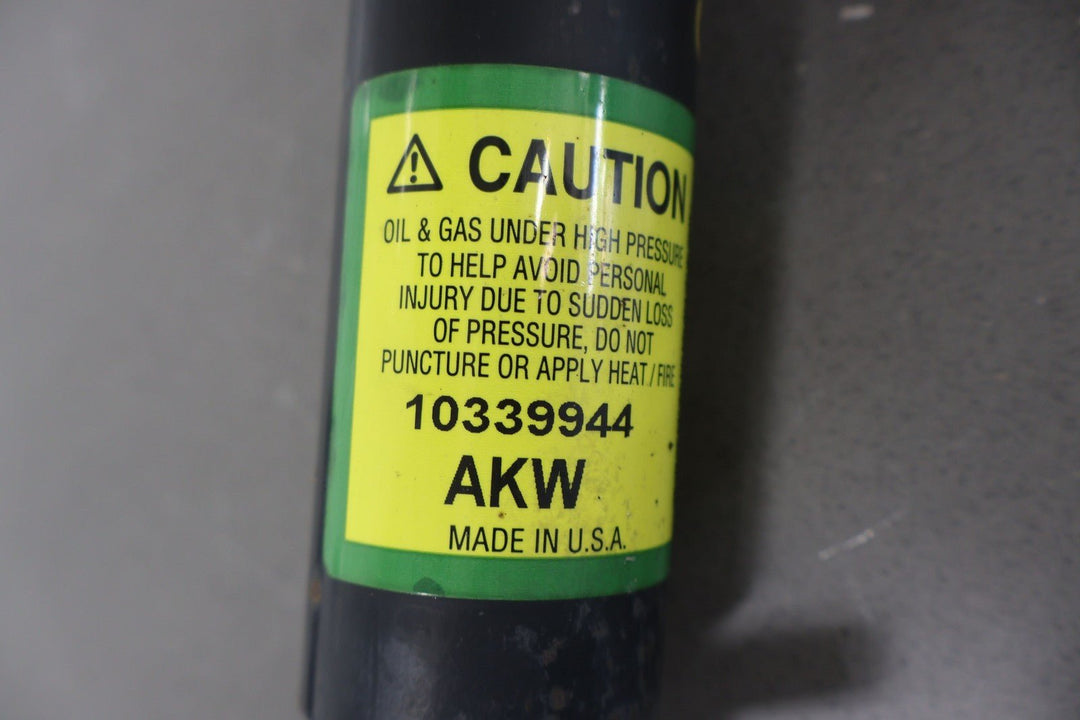 CAUTION
OIL & GAS UNDER HIGH PRESSURE
TO HELP AVOID PERSONAL
INJURY DUE TO SUDDEN LOSS
OF PRESSURE, DO NOT
PUNCTURE OR APPLY HEAT / FIRE
10339944
AKW
MADE IN U.S.A.